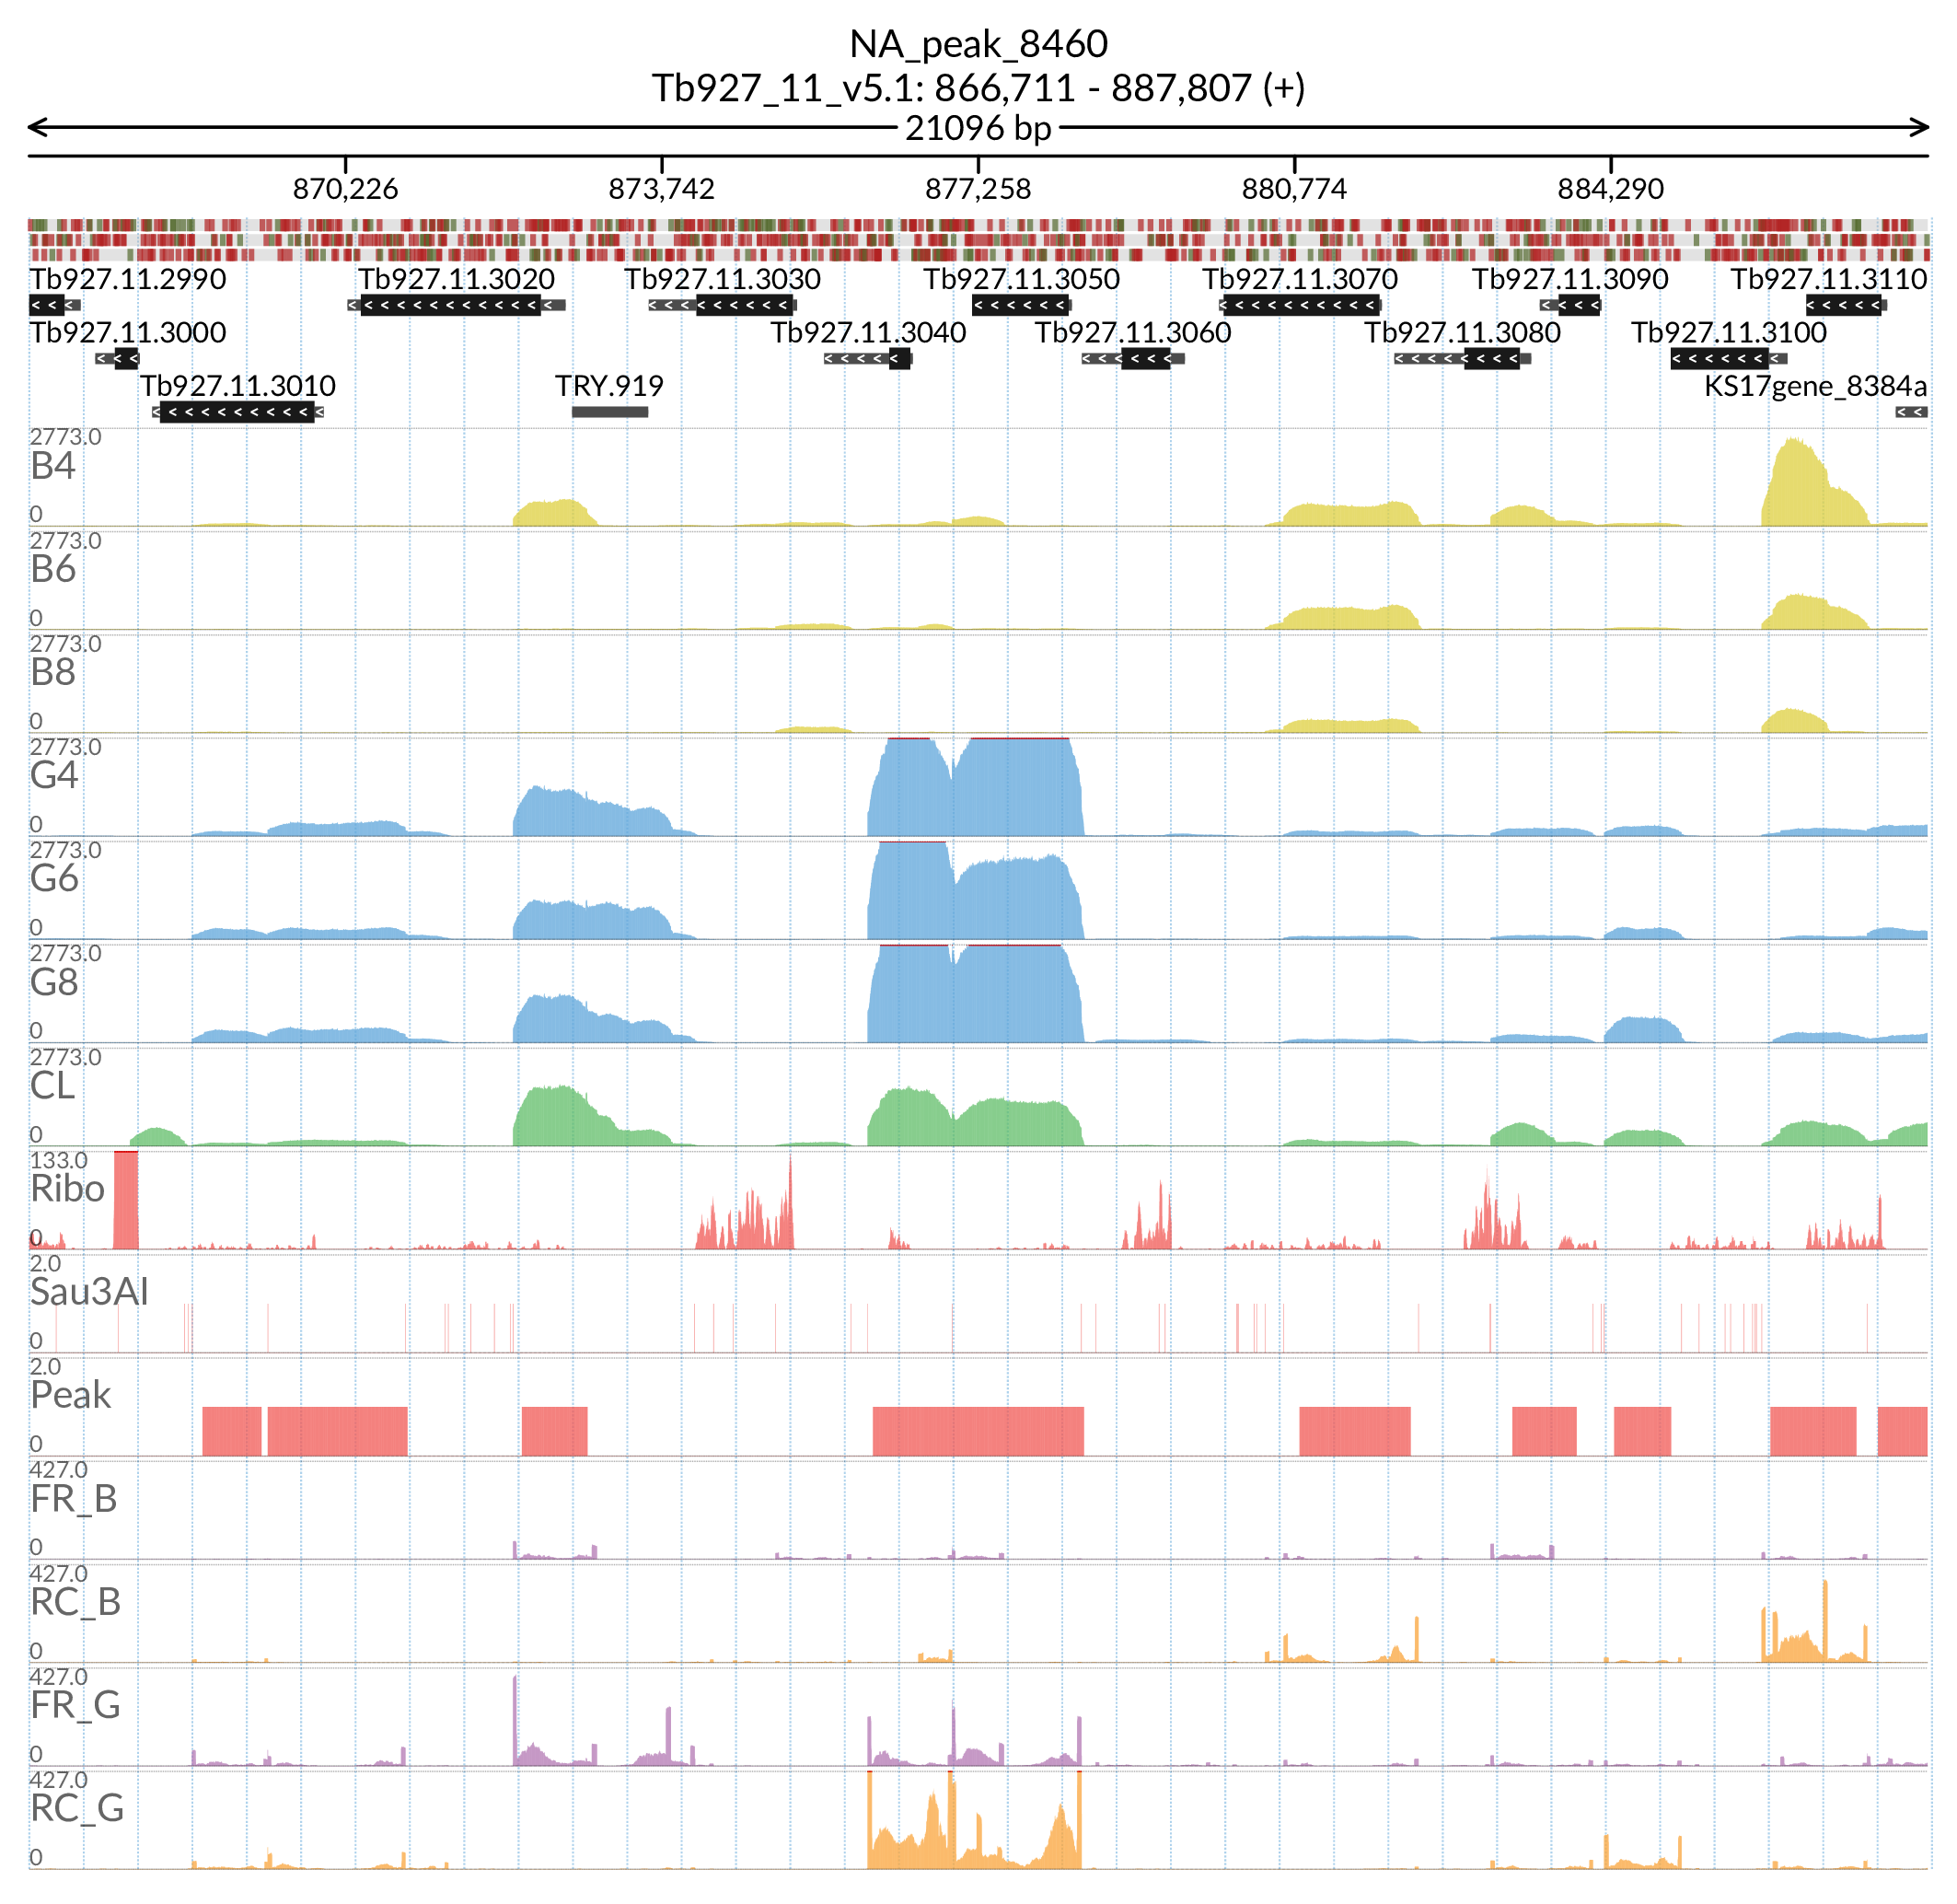 NA_peak_8460
Tb927_11_v5.1: 866,711 - 887,807 (+)
21096 bp
870,226 873,742 877,258 880,774 884,290
Tb927.11.2990 Tb927.11.3020 Tb927.11.3030 Tb927.11.3050 Tb927.11.3070 Tb927.11.3090 Tb927.11.3110
Tb927.11.3000 Tb927.11.3040 Tb927.11.3060 Tb927.11.3080 Tb927.11.3100
Tb927.11.3010 TRY.919 KS17gene_8384a
2773.0
B4
0
2773.0
B6
0
2773.0
B8
0
2773.0
G4
0
2773.0
G6
0
2773.0
G8
0
2773.0
CL
0
133.0
Ribo
0
2.0
Sau3AI
0
2.0
Peak
0
427.0
FR_B
0
427.0
RC_B
0
427.0
FR_G
0
427.0
RC_G
0